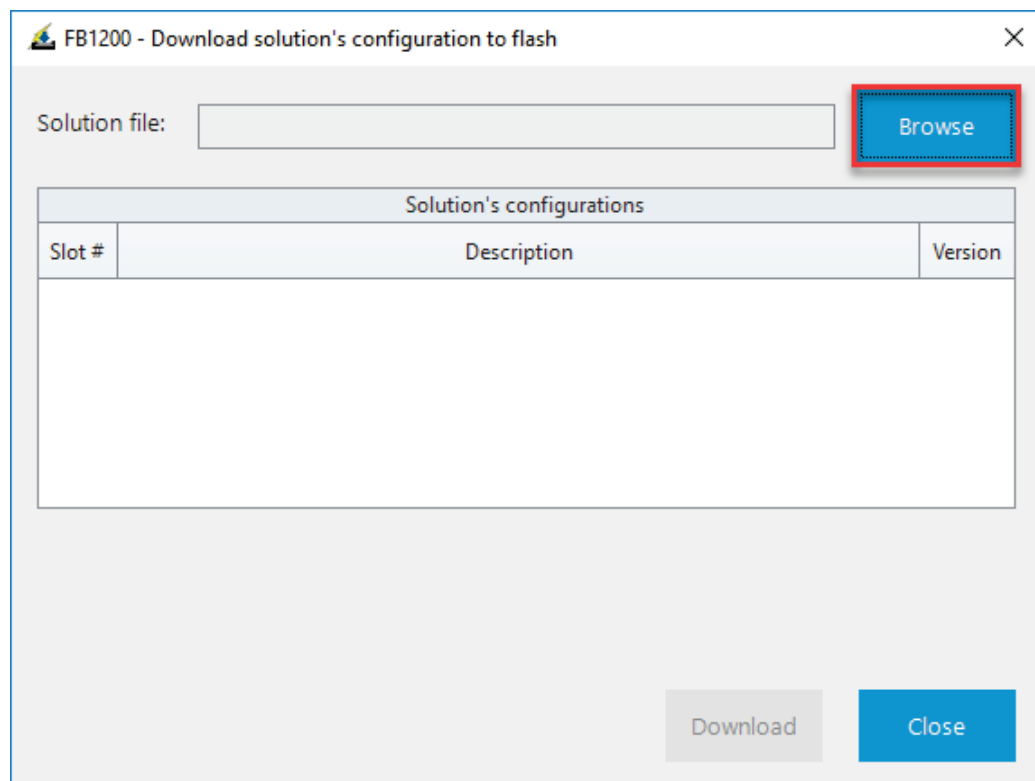 FB1200 - Download solution's configuration to flash
Solution file:
Browse
Solution's configurations
Slot # Description Version
Download Close